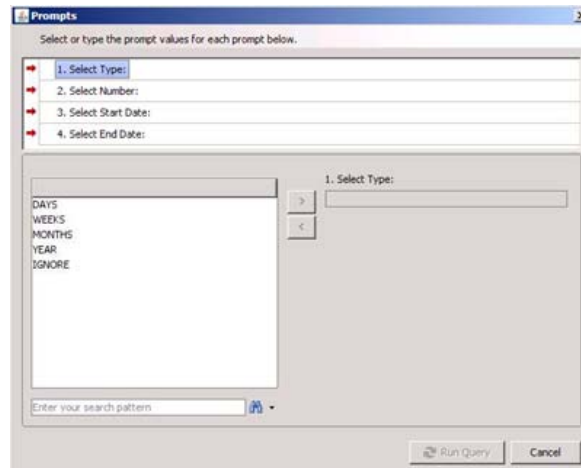 Prompts
Select or type the prompt values for each prompt below.
1. Select Type:
2. Select Number:
3. Select Start Date:
4. Select End Date:
1. Select Type:
DAYS
WEEKS
MONTHS
YEAR
IGNORE
Enter your search pattern
Run Query
Cancel